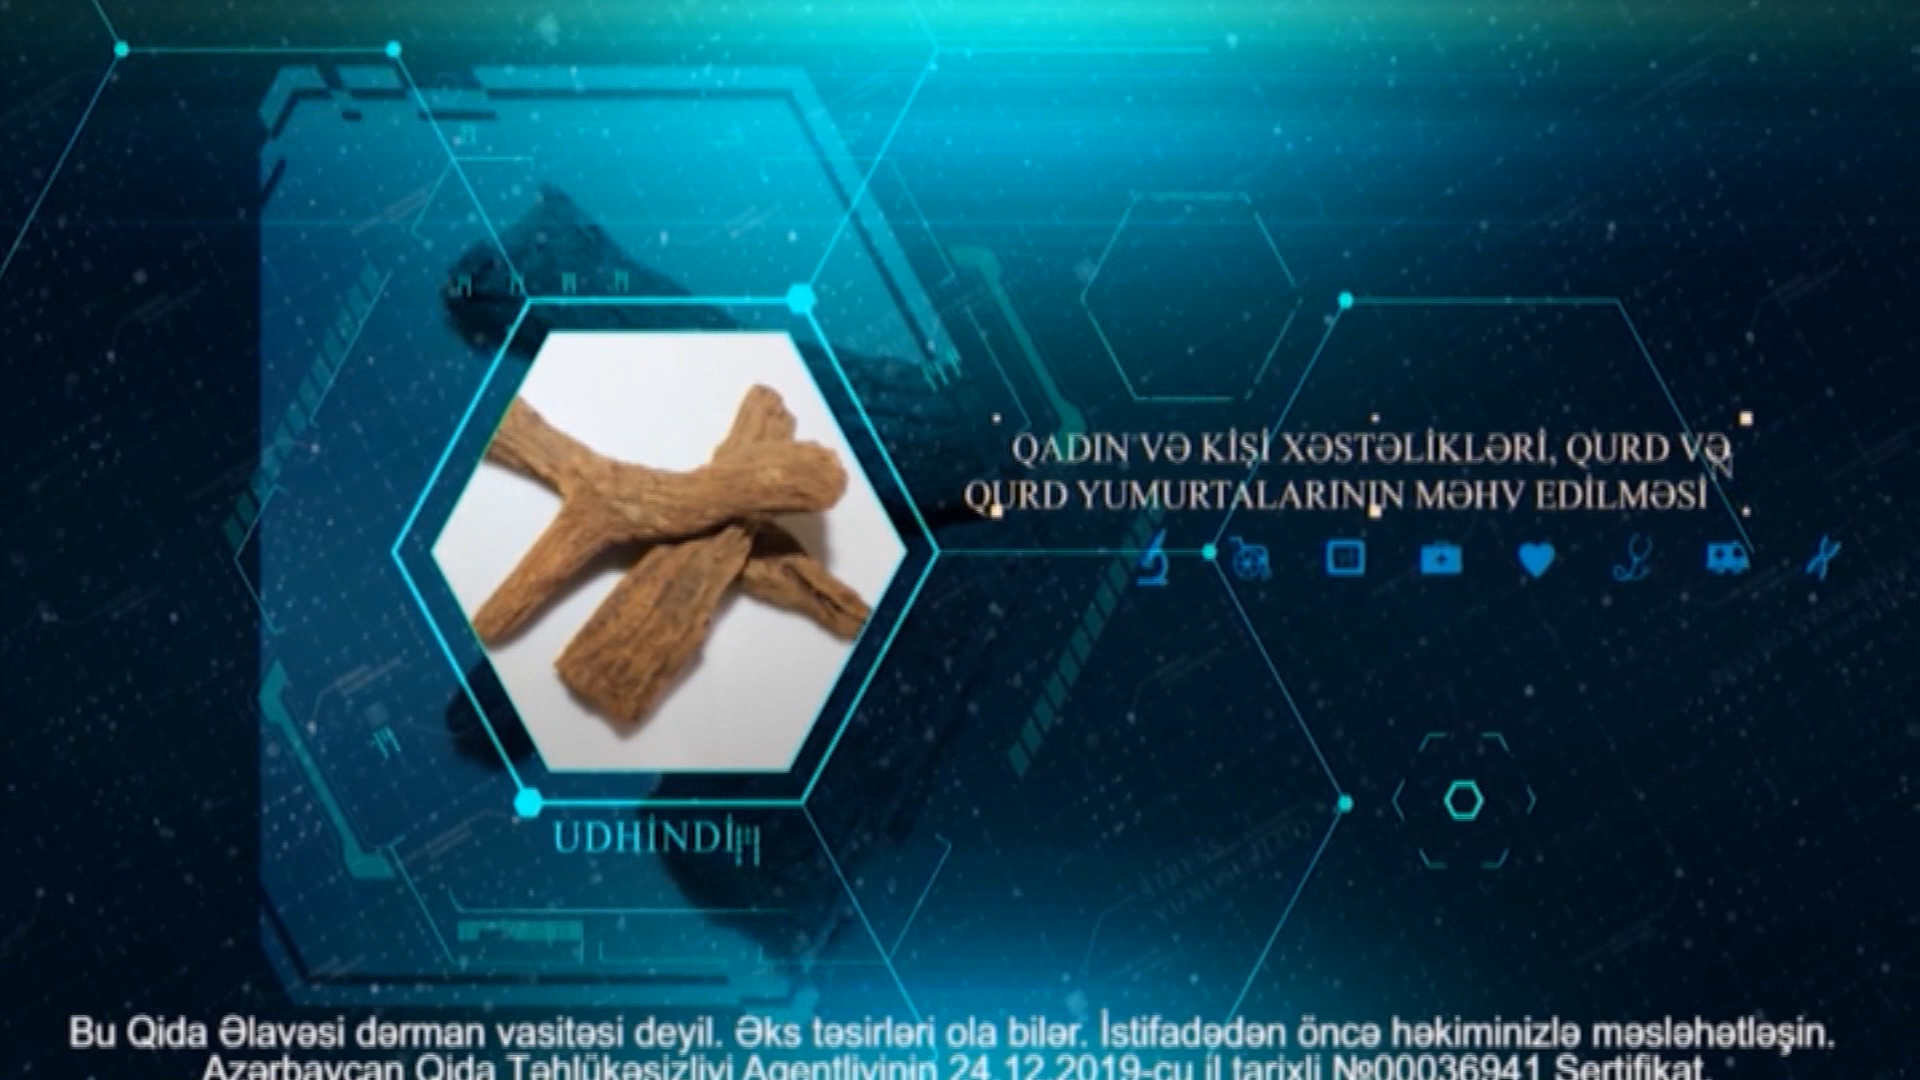 QADIN VƏ KİŞİ XƏSTƏLİKLƏRİ, QURD VƏ
QURD YUMURTALARININ MƏHV EDİLMƏSİ
UDHİNDİ
Bu Qida Əlavəsi dərman vasitəsi deyil. Əks təsirləri ola bilər. İstifadədən öncə həkiminizlə məsləhətləşin.
Azərbaycan Qida Təhlükəsizliyi Agentliyinin 24.12.2019-cu il tarixli №00036941 Sertifikat.